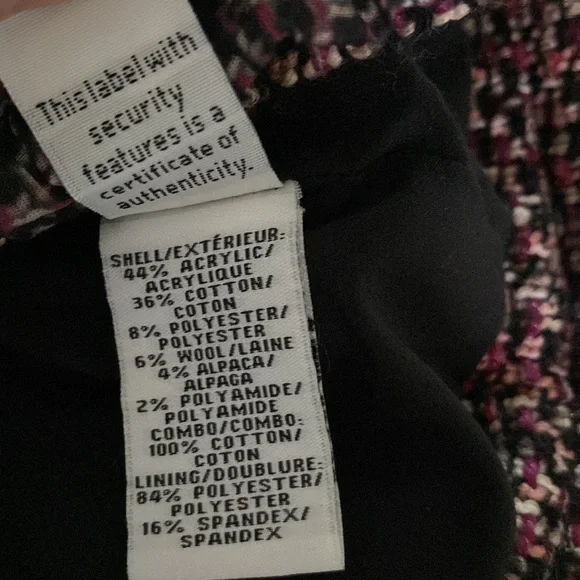 This label with
security
features is a
certificate of
authenticity.
SHELL/EXTÉRIEUR:
44% ACRYLIC/
ACRYLIQUE
36% COTTON/
COTON
8% POLYESTER/
POLYESTER
6% WOOL/LAINE
4% ALPACA/
ALPAGA
2% POLYAMIDE/
POLYAMIDE
COMBO/COMBO:
100% COTTON/
COTON
LINING/DOUBLURE:
84% POLYESTER/
POLYESTER
16% SPANDEX/
SPANDEX